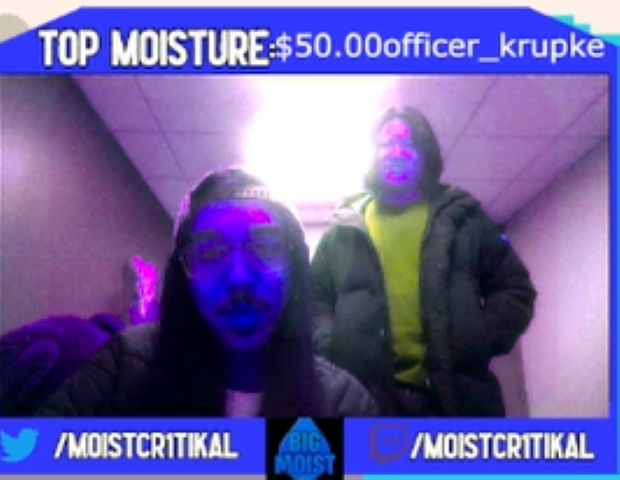 TOP MOISTURE:$50.00officer_krupke
/MOISTCR1TIKAL
BIG
MOIST
/MOISTCR1TIKAL